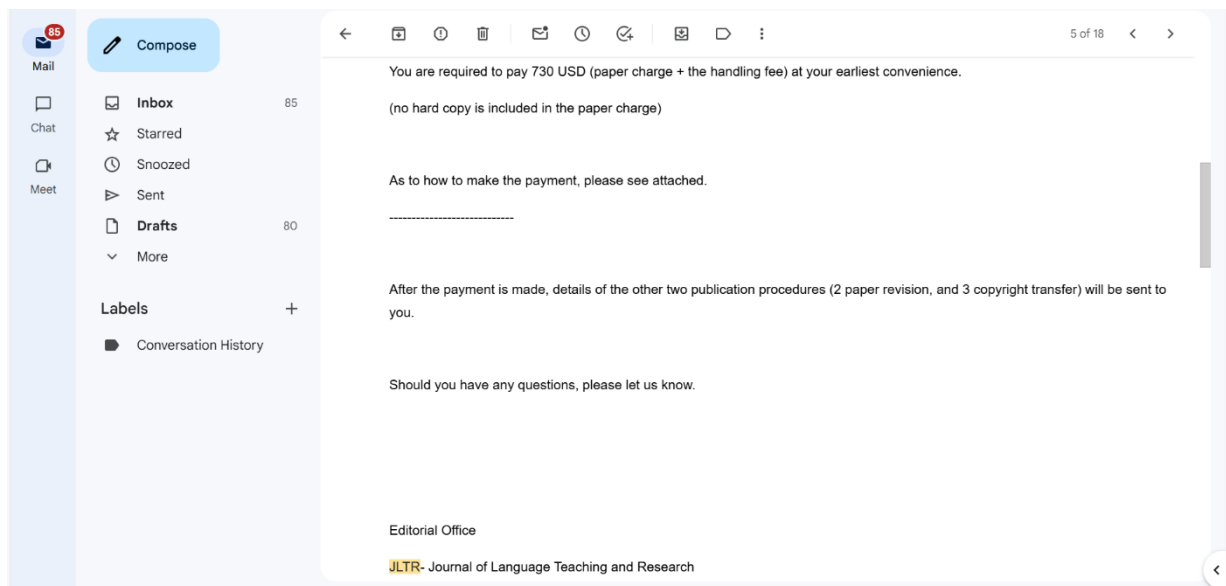 85
Mail
Chat
Meet
Compose
Inbox 85
Starred
Snoozed
Sent
Drafts 80
More
Labels +
Conversation History
5 of 18
You are required to pay 730 USD (paper charge + the handling fee) at your earliest convenience.
(no hard copy is included in the paper charge)
As to how to make the payment, please see attached.
----------------------------
After the payment is made, details of the other two publication procedures (2 paper revision, and 3 copyright transfer) will be sent to
you.
Should you have any questions, please let us know.
Editorial Office
JLTR- Journal of Language Teaching and Research